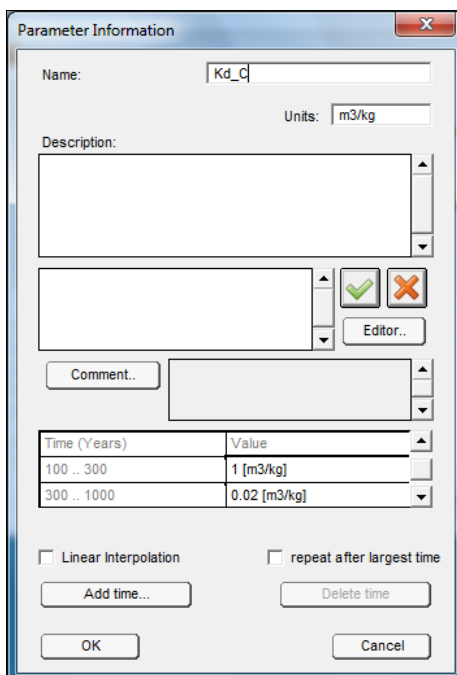 Parameter Information
Name: Kd_C
Units: m3/kg
Description:
Editor..
Comment..
Time (Years) Value
100 .. 300 1 [m3/kg]
300 .. 1000 0.02 [m3/kg]
Linear Interpolation repeat after largest time
Add time... Delete time
OK Cancel